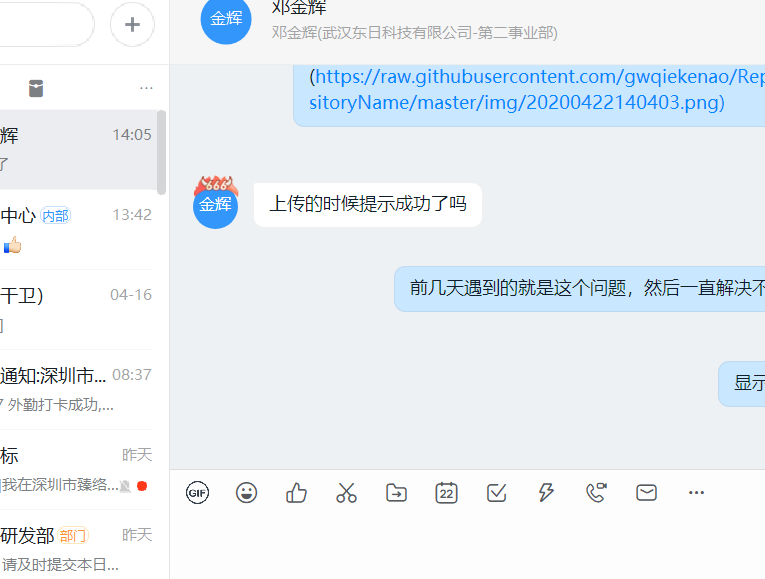 金辉
邓金辉
邓金辉(武汉东日科技有限公司-第二事业部)
...
辉
14:05
了
中心 内部
13:42
干卫)
04-16
]
通知:深圳市...
08:37
7 外勤打卡成功,...
标
昨天
]我在深圳市臻络...
研发部 部门
昨天
请及时提交本日...
(https://raw.githubusercontent.com/gwqiekenao/Rep
sitoryName/master/img/20200422140403.png)
666
金辉
上传的时候提示成功了吗
前几天遇到的就是这个问题，然后一直解决不
显示
GIF
22